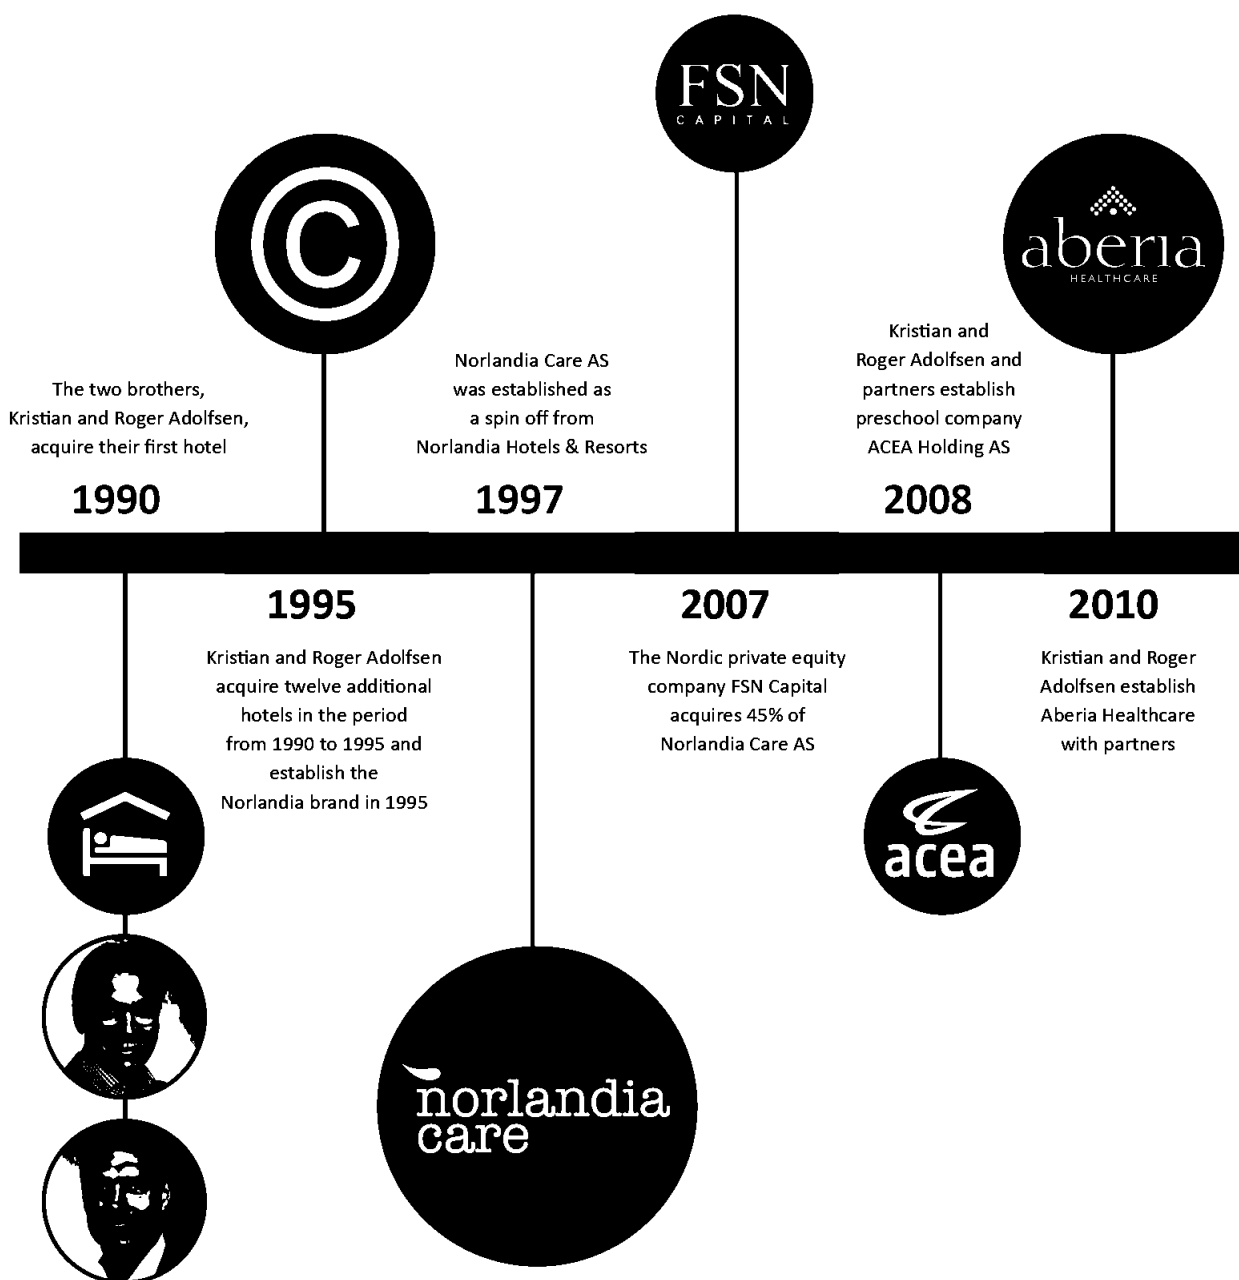 FSN
CAPITAL
C
aberia
HEALTHCARE
The two brothers,
Kristian and Roger Adolfsen,
acquire their first hotel
1990
Norlandia Care AS
was established as
a spin off from
Norlandia Hotels & Resorts
1997
Kristian and
Roger Adolfsen and
partners establish
preschool company
ACEA Holding AS
2008
1995
Kristian and Roger Adolfsen
acquire twelve additional
hotels in the period
from 1990 to 1995 and
establish the
Norlandia brand in 1995
2007
The Nordic private equity
company FSN Capital
acquires 45% of
Norlandia Care AS
2010
Kristian and Roger
Adolfsen establish
Aberia Healthcare
with partners
acea
norlandia
care